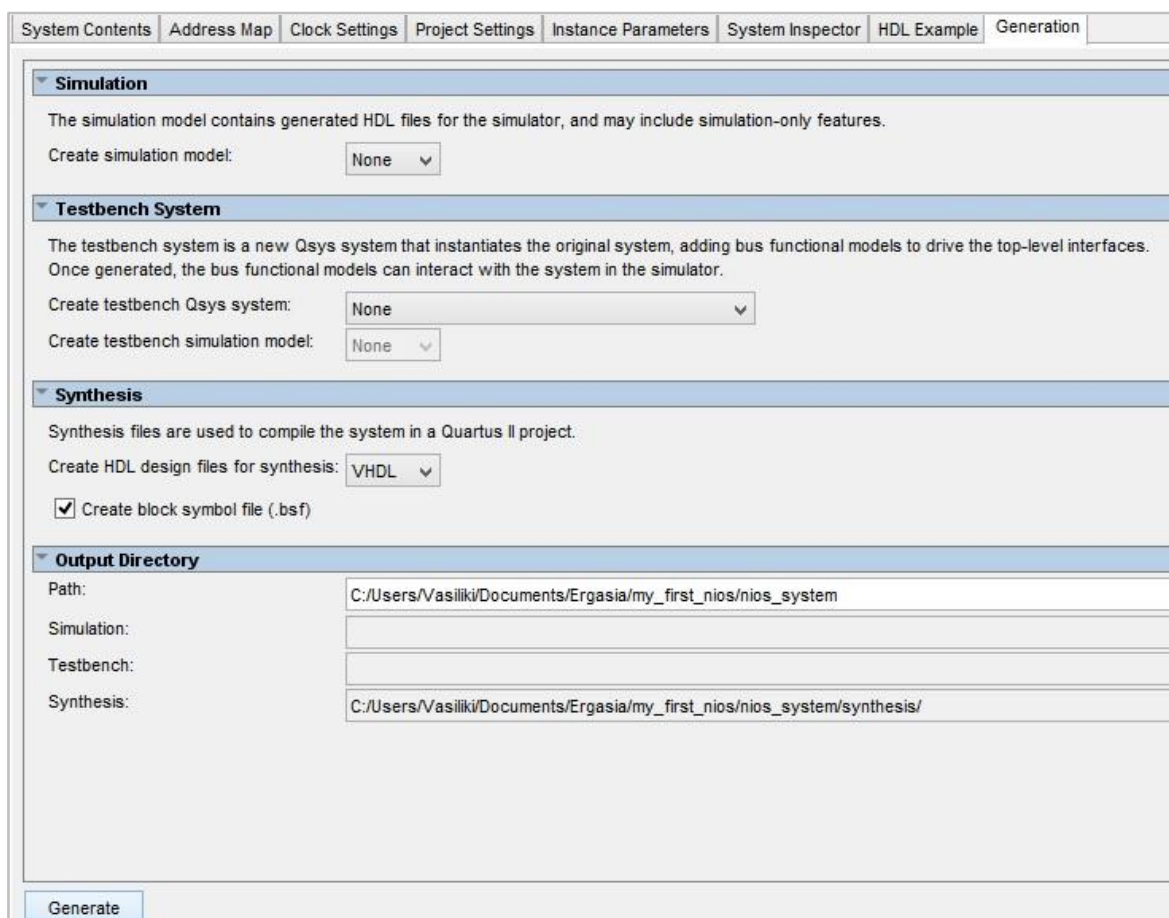 System Contents Address Map Clock Settings Project Settings Instance Parameters System Inspector HDL Example Generation
Simulation
The simulation model contains generated HDL files for the simulator, and may include simulation-only features.
Create simulation model: None
Testbench System
The testbench system is a new Qsys system that instantiates the original system, adding bus functional models to drive the top-level interfaces.
Once generated, the bus functional models can interact with the system in the simulator.
Create testbench Qsys system: None
Create testbench simulation model: None
Synthesis
Synthesis files are used to compile the system in a Quartus II project.
Create HDL design files for synthesis: VHDL
Create block symbol file (.bsf)
Output Directory
Path: C:/Users/Vasiliki/Documents/Ergasia/my_first_nios/nios_system
Simulation:
Testbench:
Synthesis: C:/Users/Vasiliki/Documents/Ergasia/my_first_nios/nios_system/synthesis/
Generate